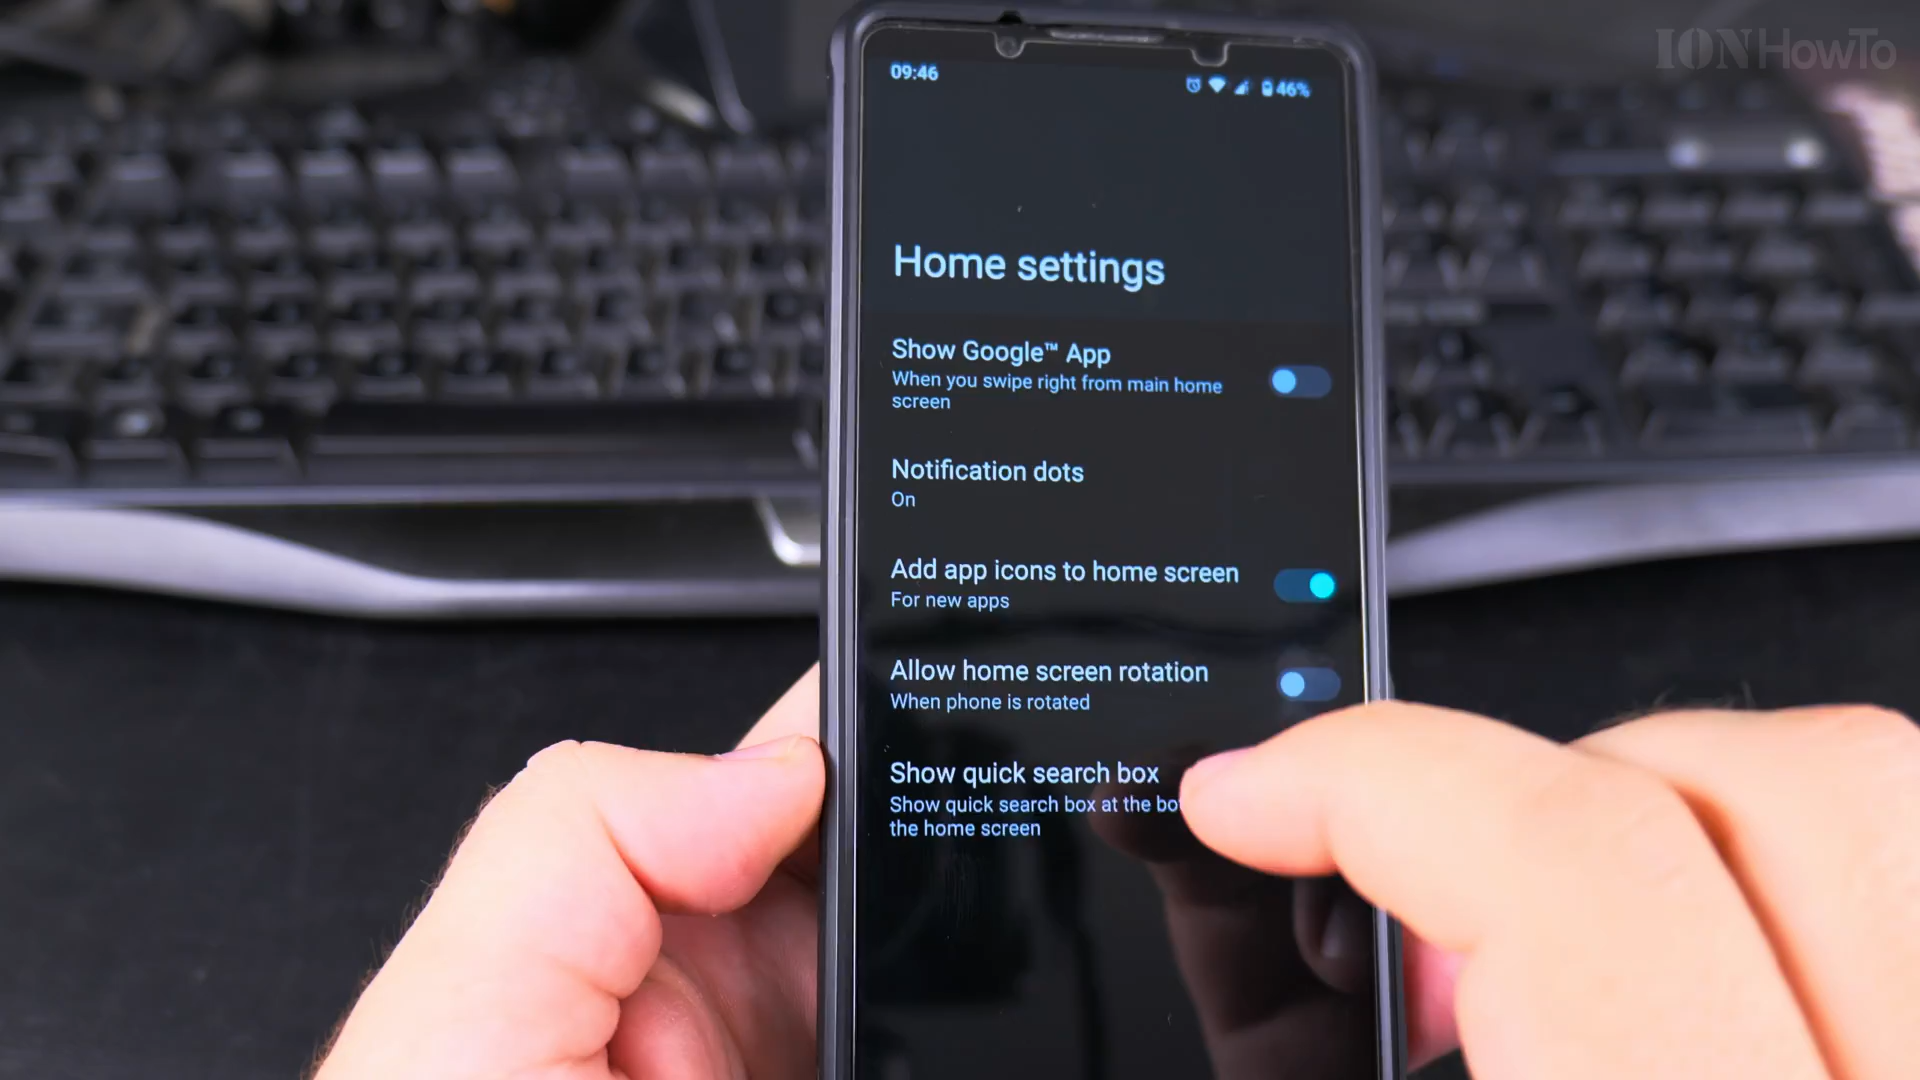 IONHowTo
09:46
46%
Home settings
Show Google™ App
When you swipe right from main home
screen
Notification dots
On
Add app icons to home screen
For new apps
Allow home screen rotation
When phone is rotated
Show quick search box
Show quick search box at the
the home screen